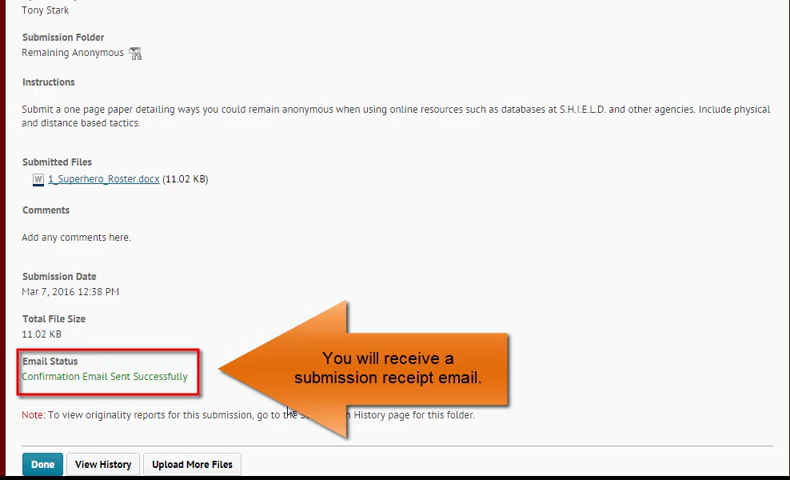 Tony Stark
Submission Folder
Remaining Anonymous
Instructions
Submit a one page paper detailing ways you could remain anonymous when using online resources such as databases at S.H.I.E.L.D. and other agencies. Include physical
and distance based tactics.
Submitted Files
1_Superhero_Roster.docx (11.02 KB)
Comments
Add any comments here.
Submission Date
Mar 7, 2016 12:38 PM
Total File Size
11.02 KB
Email Status
Confirmation Email Sent Successfully
You will receive a
submission receipt email.
Note: To view originality reports for this submission, go to the History page for this folder.
Done View History Upload More Files